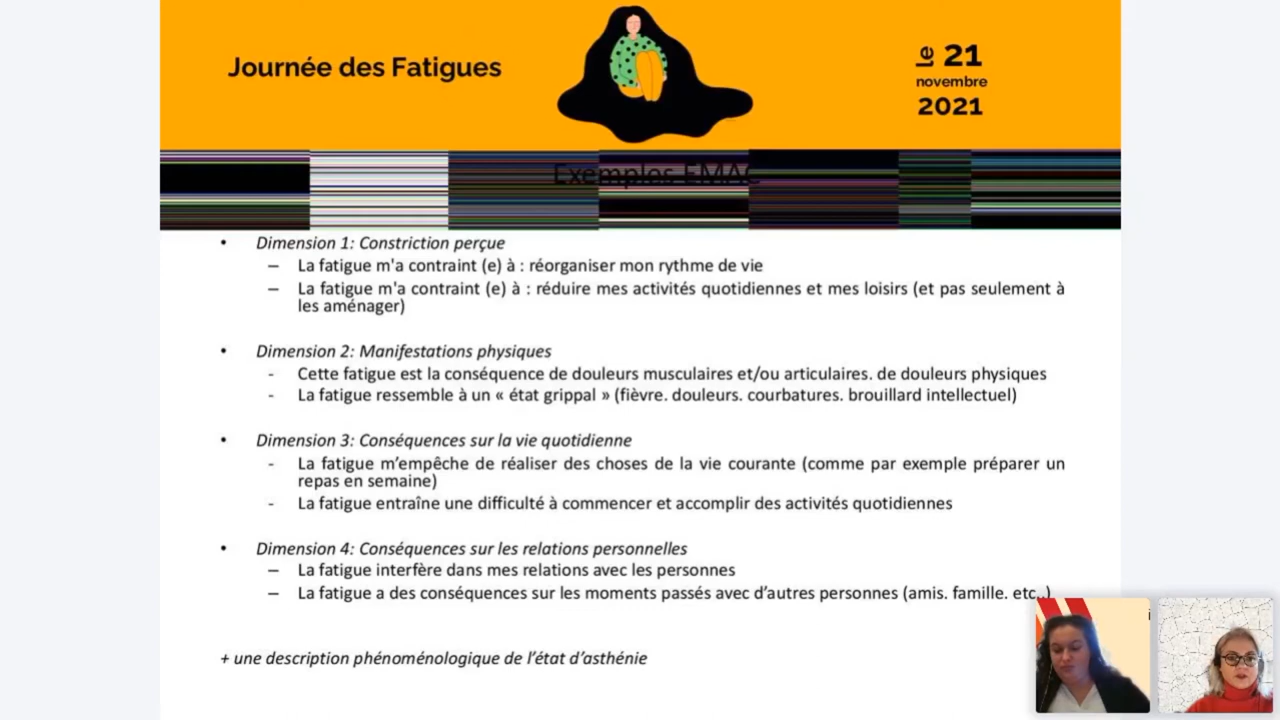 Journée des Fatigues
le 21
novembre
2021
Exemples EMAC
• Dimension 1: Constriction perçue
– La fatigue m'a contraint (e) à : réorganiser mon rythme de vie
– La fatigue m'a contraint (e) à : réduire mes activités quotidiennes et mes loisirs (et pas seulement à
les aménager)
• Dimension 2: Manifestations physiques
- Cette fatigue est la conséquence de douleurs musculaires et/ou articulaires. de douleurs physiques
- La fatigue ressemble à un « état grippal » (fièvre. douleurs. courbatures. brouillard intellectuel)
• Dimension 3: Conséquences sur la vie quotidienne
- La fatigue m’empêche de réaliser des choses de la vie courante (comme par exemple préparer un
repas en semaine)
- La fatigue entraîne une difficulté à commencer et accomplir des activités quotidiennes
• Dimension 4: Conséquences sur les relations personnelles
– La fatigue interfère dans mes relations avec les personnes
– La fatigue a des conséquences sur les moments passés avec d’autres personnes (amis. famille. etc..)
+ une description phénoménologique de l’état d’asthénie